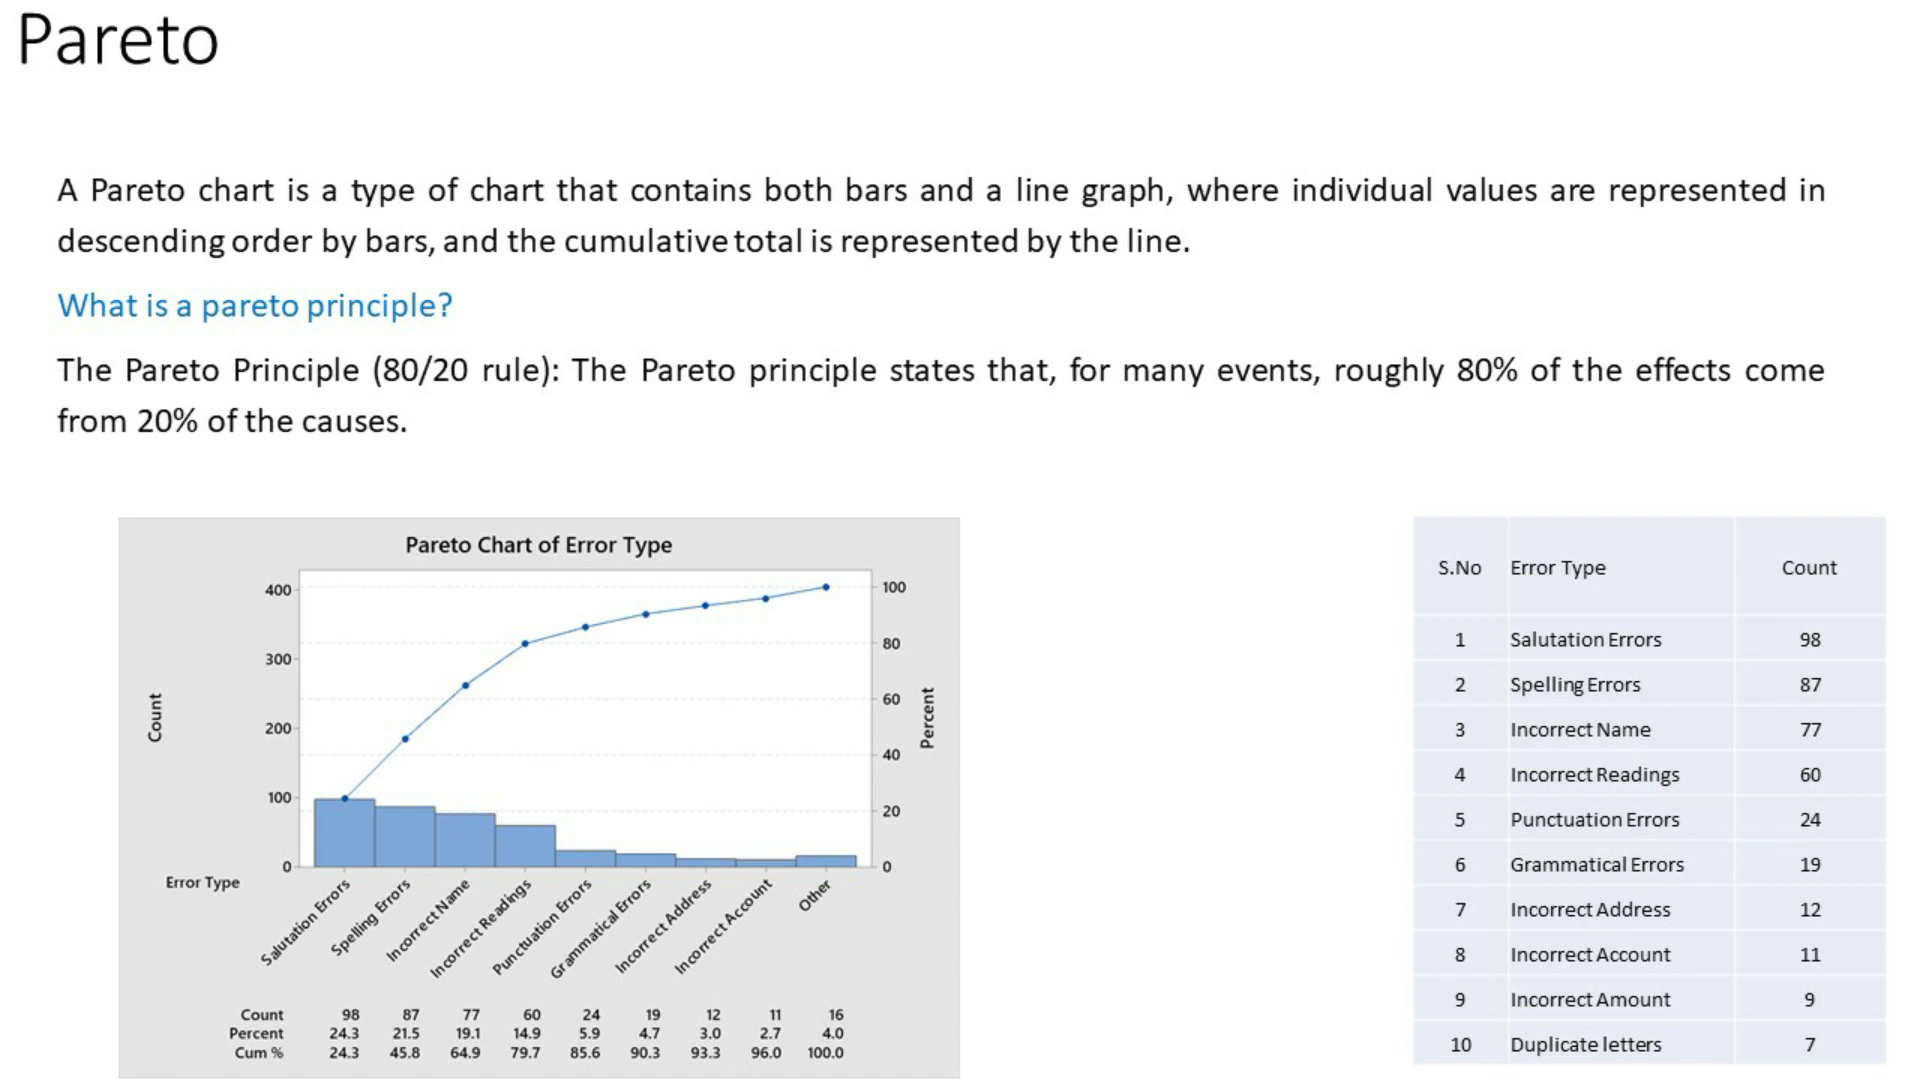 Pareto
A Pareto chart is a type of chart that contains both bars and a line graph, where individual values are represented in
descending order by bars, and the cumulative total is represented by the line.
What is a pareto principle?
The Pareto Principle (80/20 rule): The Pareto principle states that, for many events, roughly 80% of the effects come
from 20% of the causes.
Pareto Chart of Error Type
400
300
200
100
0
Count
100
80
60
40
20
0
Percent
Error Type
Salutation Errors
Spelling Errors
Incorrect Name
Incorrect Readings
Punctuation Errors
Grammatical Errors
Incorrect Address
Incorrect Account
Other
Count 98 87 77 60 24 19 12 11 16
Percent 24.3 21.5 19.1 14.9 5.9 4.7 3.0 2.7 4.0
Cum % 24.3 45.8 64.9 79.7 85.6 90.3 93.3 96.0 100.0
S.No Error Type Count
1 Salutation Errors 98
2 Spelling Errors 87
3 Incorrect Name 77
4 Incorrect Readings 60
5 Punctuation Errors 24
6 Grammatical Errors 19
7 Incorrect Address 12
8 Incorrect Account 11
9 Incorrect Amount 9
10 Duplicate letters 7